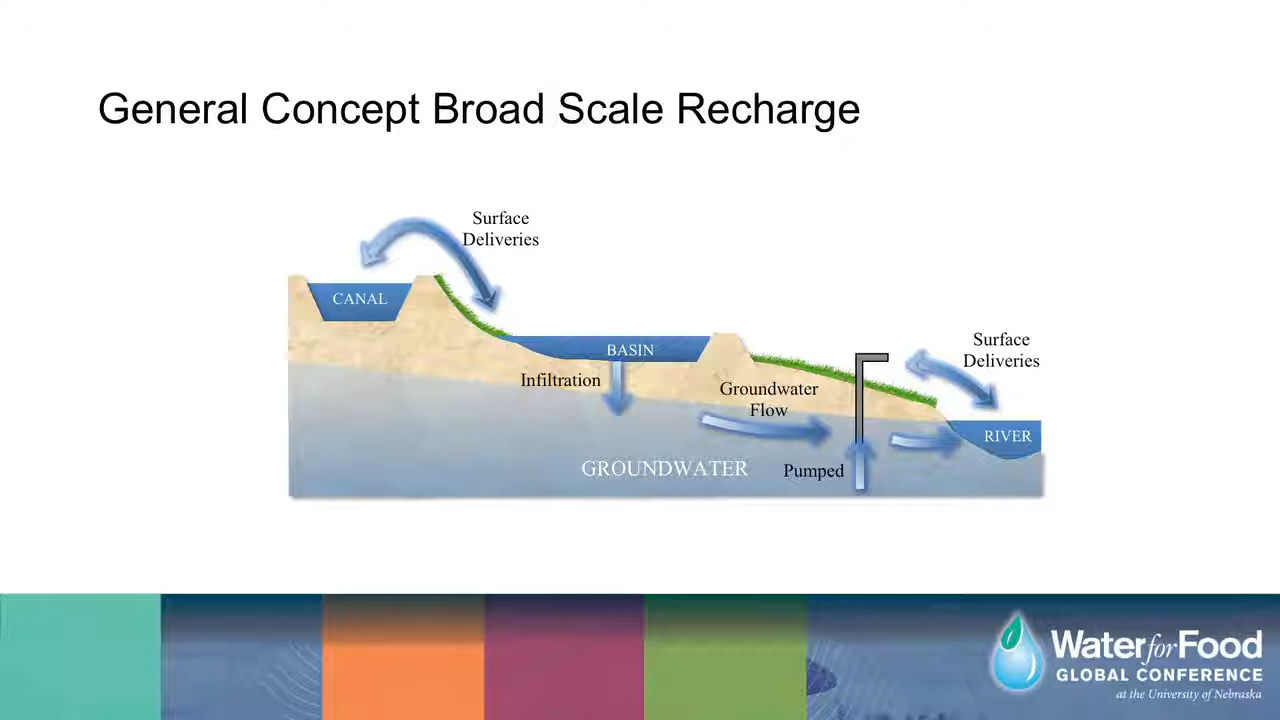 General Concept Broad Scale Recharge
Surface
Deliveries
CANAL
BASIN
Infiltration
Groundwater
Flow
Surface
Deliveries
RIVER
GROUNDWATER
Pumped
Water for Food
GLOBAL CONFERENCE
at the University of Nebraska